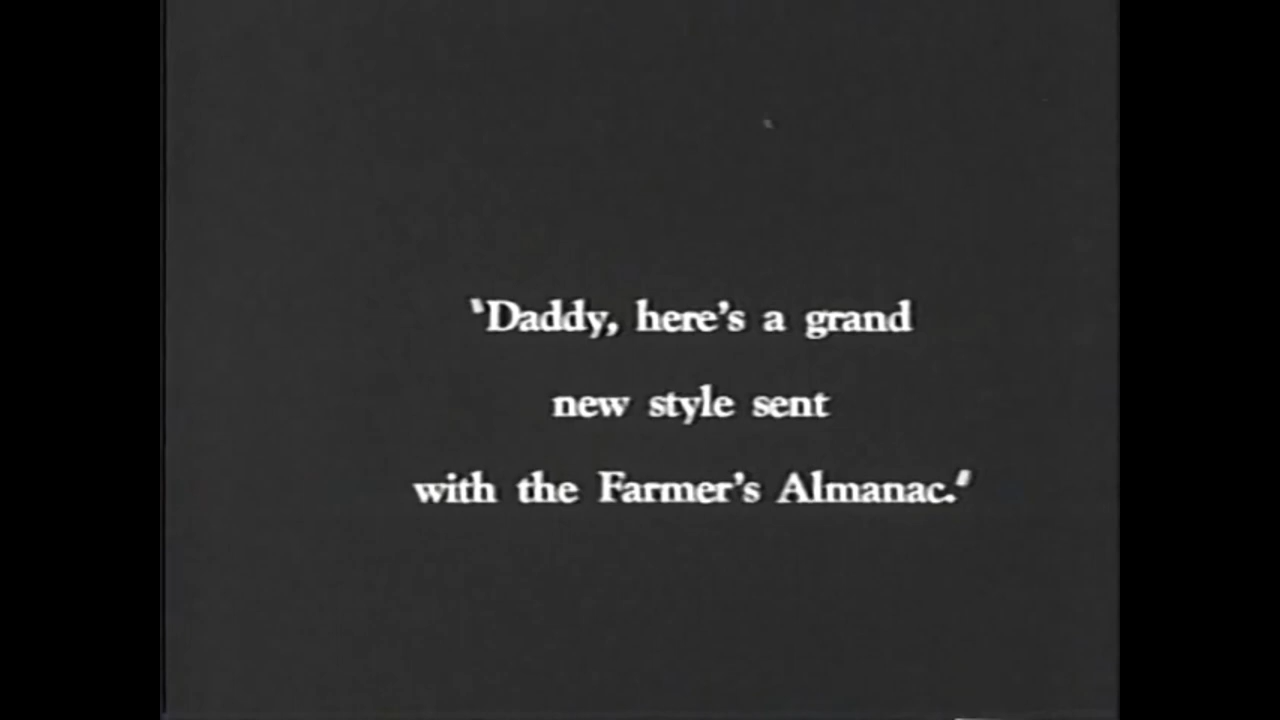 "Daddy, here's a grand
new style sent
with the Farmer's Almanac."